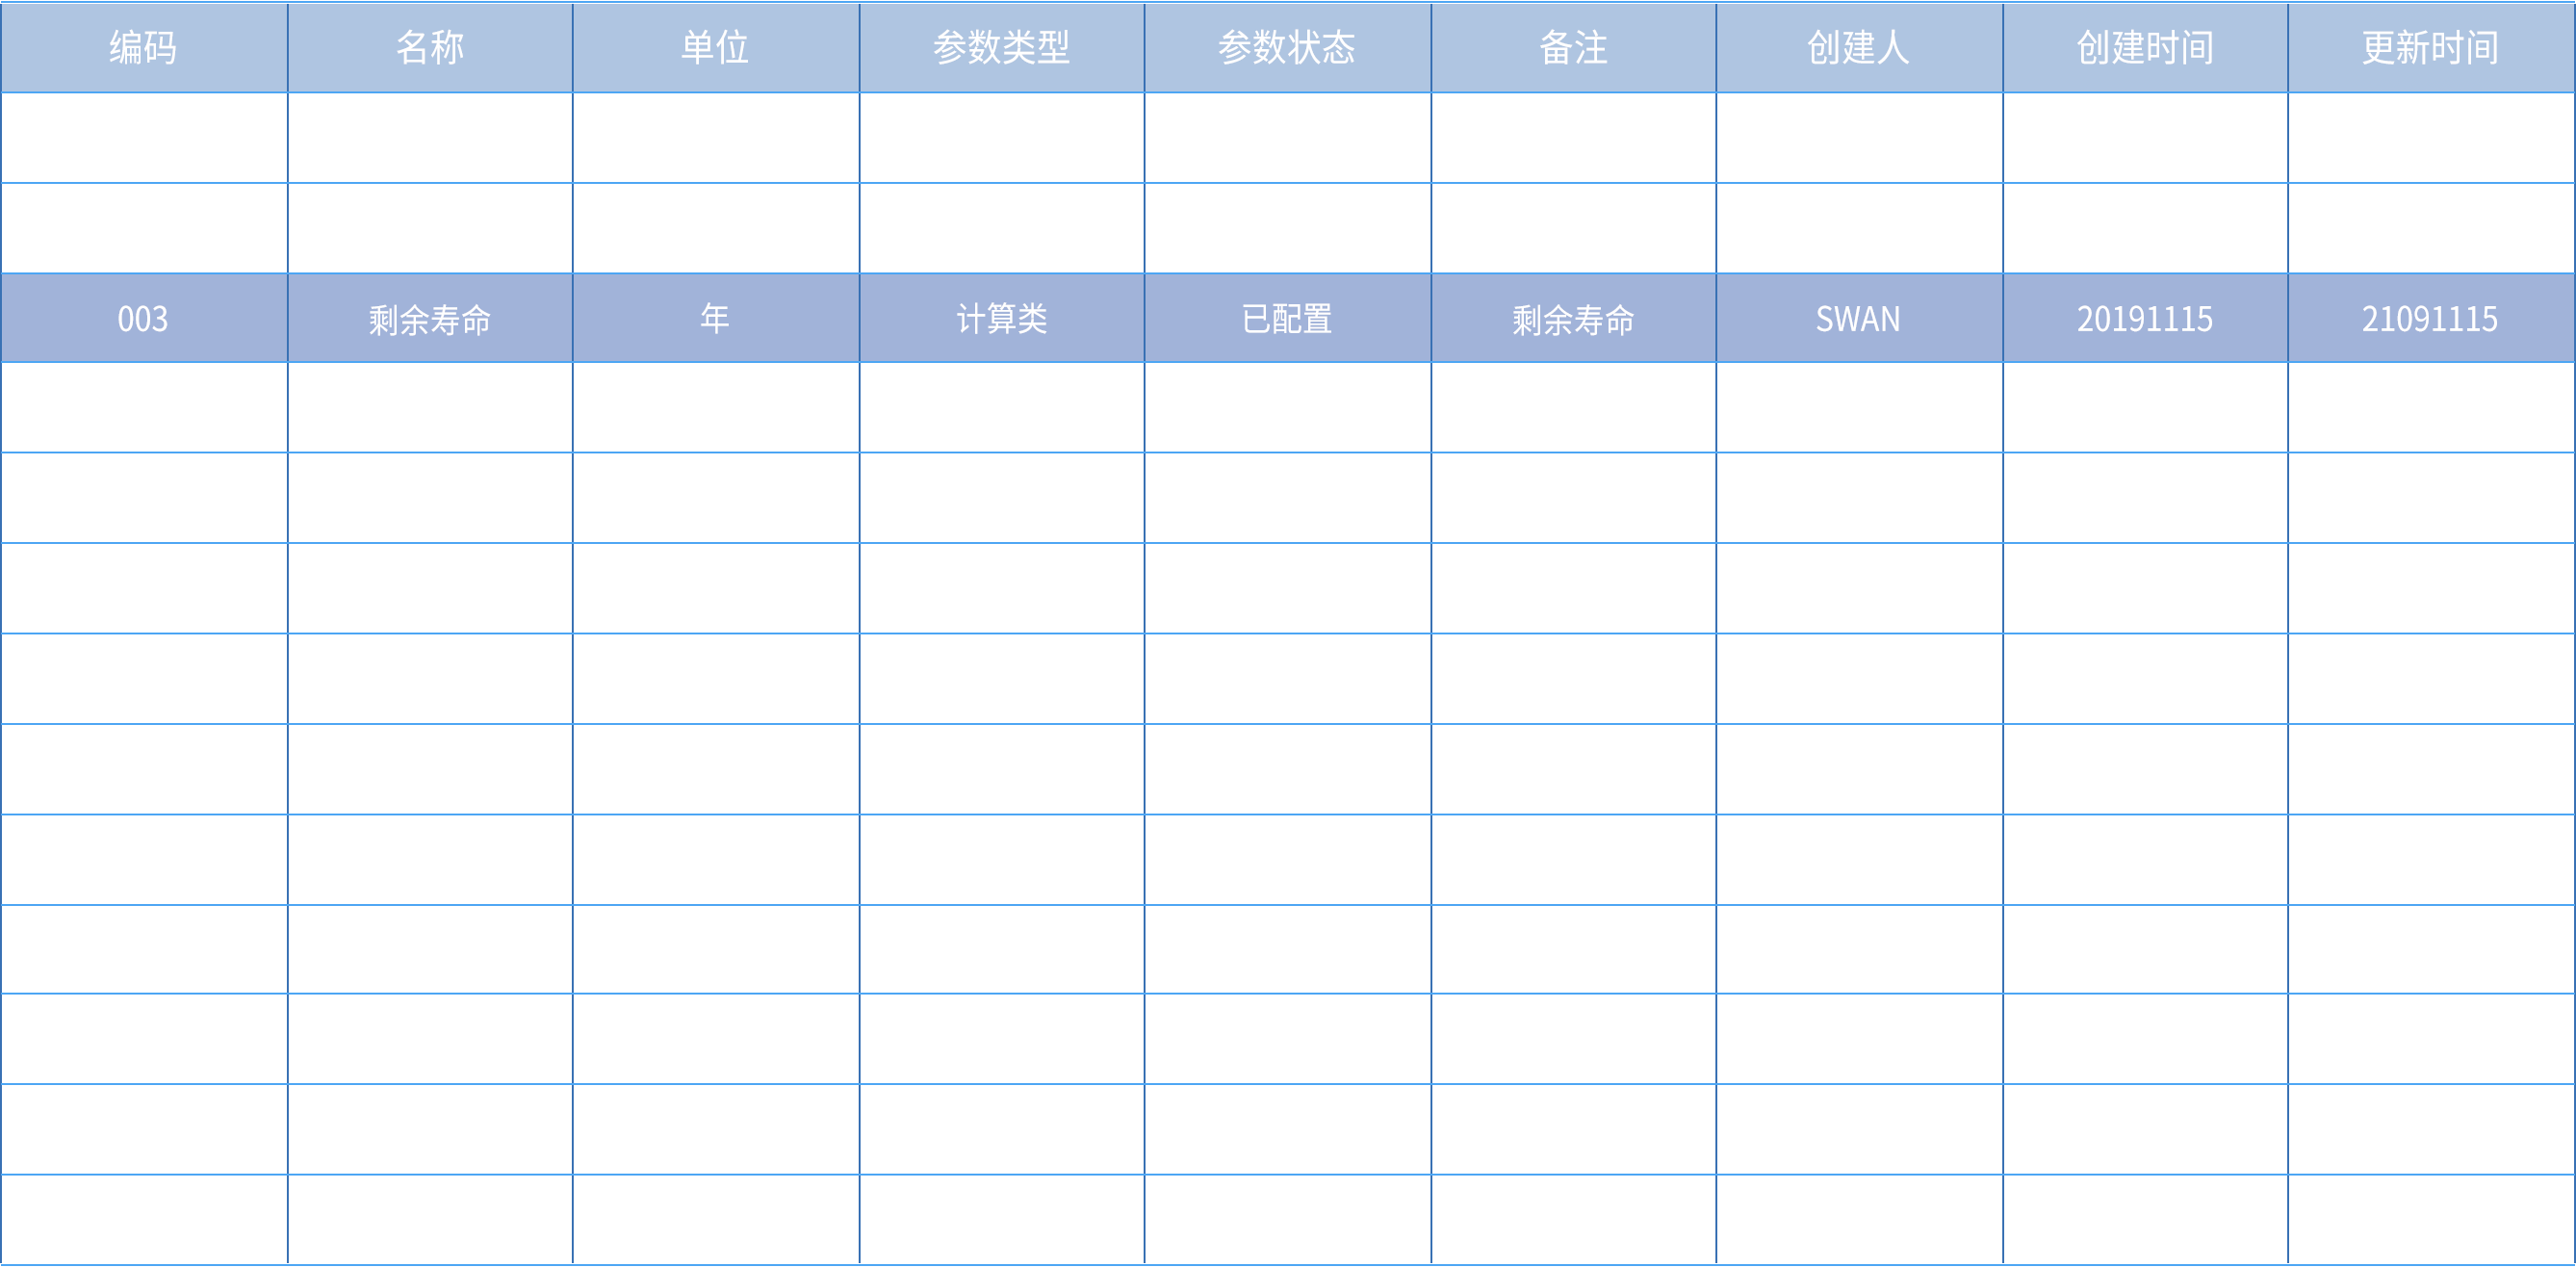 编码 名称 单位 参数类型 参数状态 备注 创建人 创建时间 更新时间
003 剩余寿命 年 计算类 已配置 剩余寿命 SWAN 20191115 21091115